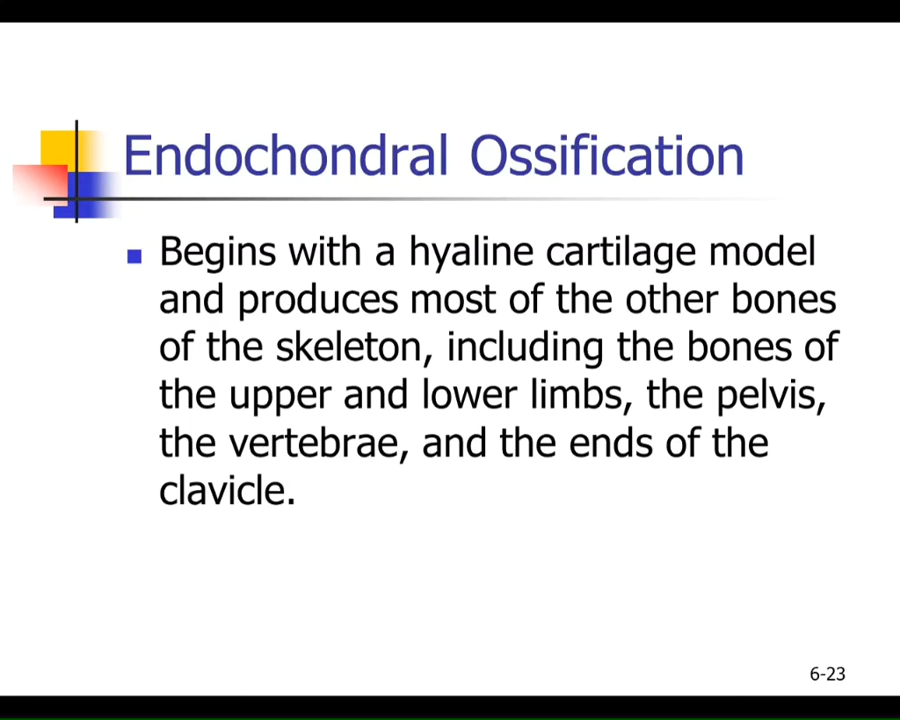 Endochondral Ossification
Begins with a hyaline cartilage model
and produces most of the other bones
of the skeleton, including the bones of
the upper and lower limbs, the pelvis,
the vertebrae, and the ends of the
clavicle.
6-23